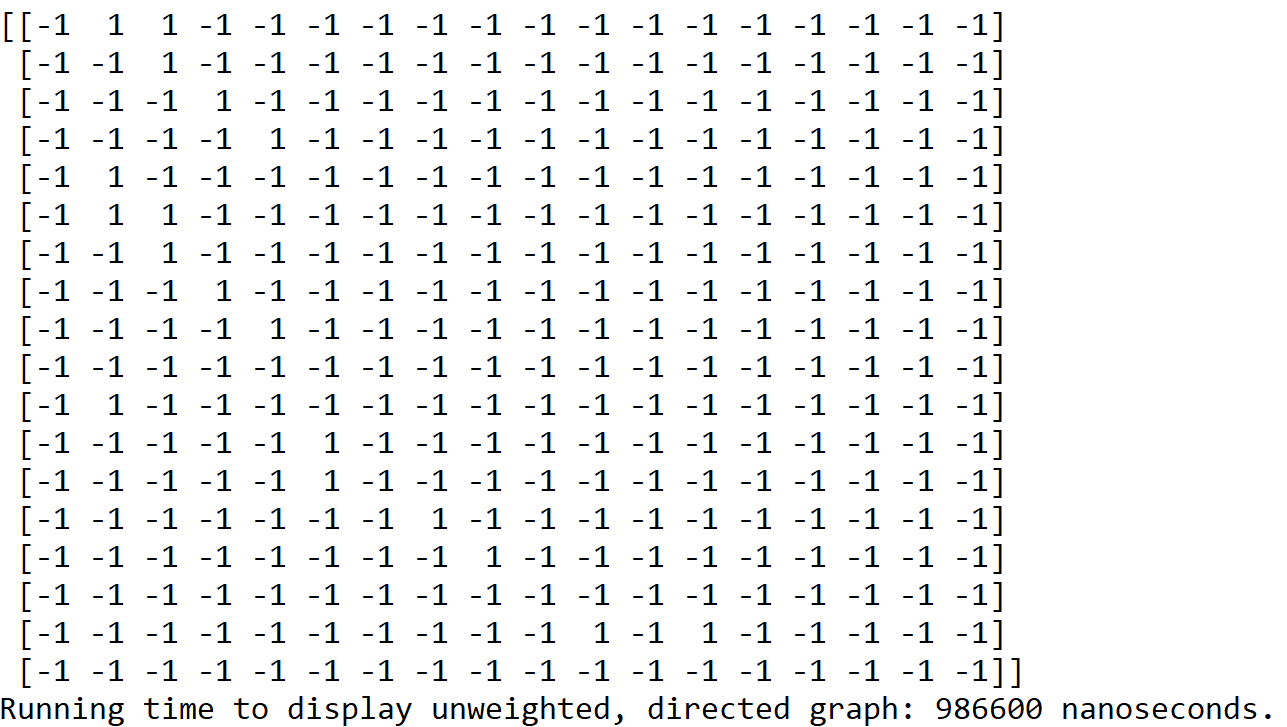 [[-1  1  1 -1 -1 -1 -1 -1 -1 -1 -1 -1 -1 -1 -1 -1 -1 -1]
 [-1 -1  1 -1 -1 -1 -1 -1 -1 -1 -1 -1 -1 -1 -1 -1 -1 -1]
 [-1 -1 -1  1 -1 -1 -1 -1 -1 -1 -1 -1 -1 -1 -1 -1 -1 -1]
 [-1 -1 -1 -1  1 -1 -1 -1 -1 -1 -1 -1 -1 -1 -1 -1 -1 -1]
 [-1  1 -1 -1 -1 -1 -1 -1 -1 -1 -1 -1 -1 -1 -1 -1 -1 -1]
 [-1  1  1 -1 -1 -1 -1 -1 -1 -1 -1 -1 -1 -1 -1 -1 -1 -1]
 [-1 -1  1 -1 -1 -1 -1 -1 -1 -1 -1 -1 -1 -1 -1 -1 -1 -1]
 [-1 -1 -1  1 -1 -1 -1 -1 -1 -1 -1 -1 -1 -1 -1 -1 -1 -1]
 [-1 -1 -1 -1  1 -1 -1 -1 -1 -1 -1 -1 -1 -1 -1 -1 -1 -1]
 [-1 -1 -1 -1 -1 -1 -1 -1 -1 -1 -1 -1 -1 -1 -1 -1 -1 -1]
 [-1  1 -1 -1 -1 -1 -1 -1 -1 -1 -1 -1 -1 -1 -1 -1 -1 -1]
 [-1 -1 -1 -1 -1  1 -1 -1 -1 -1 -1 -1 -1 -1 -1 -1 -1 -1]
 [-1 -1 -1 -1 -1  1 -1 -1 -1 -1 -1 -1 -1 -1 -1 -1 -1 -1]
 [-1 -1 -1 -1 -1 -1 -1  1 -1 -1 -1 -1 -1 -1 -1 -1 -1 -1]
 [-1 -1 -1 -1 -1 -1 -1 -1  1 -1 -1 -1 -1 -1 -1 -1 -1 -1]
 [-1 -1 -1 -1 -1 -1 -1 -1 -1 -1 -1 -1 -1 -1 -1 -1 -1 -1]
 [-1 -1 -1 -1 -1 -1 -1 -1 -1 -1  1 -1  1 -1 -1 -1 -1 -1]
 [-1 -1 -1 -1 -1 -1 -1 -1 -1 -1 -1 -1 -1 -1 -1 -1 -1 -1]]
Running time to display unweighted, directed graph: 986600 nanoseconds.